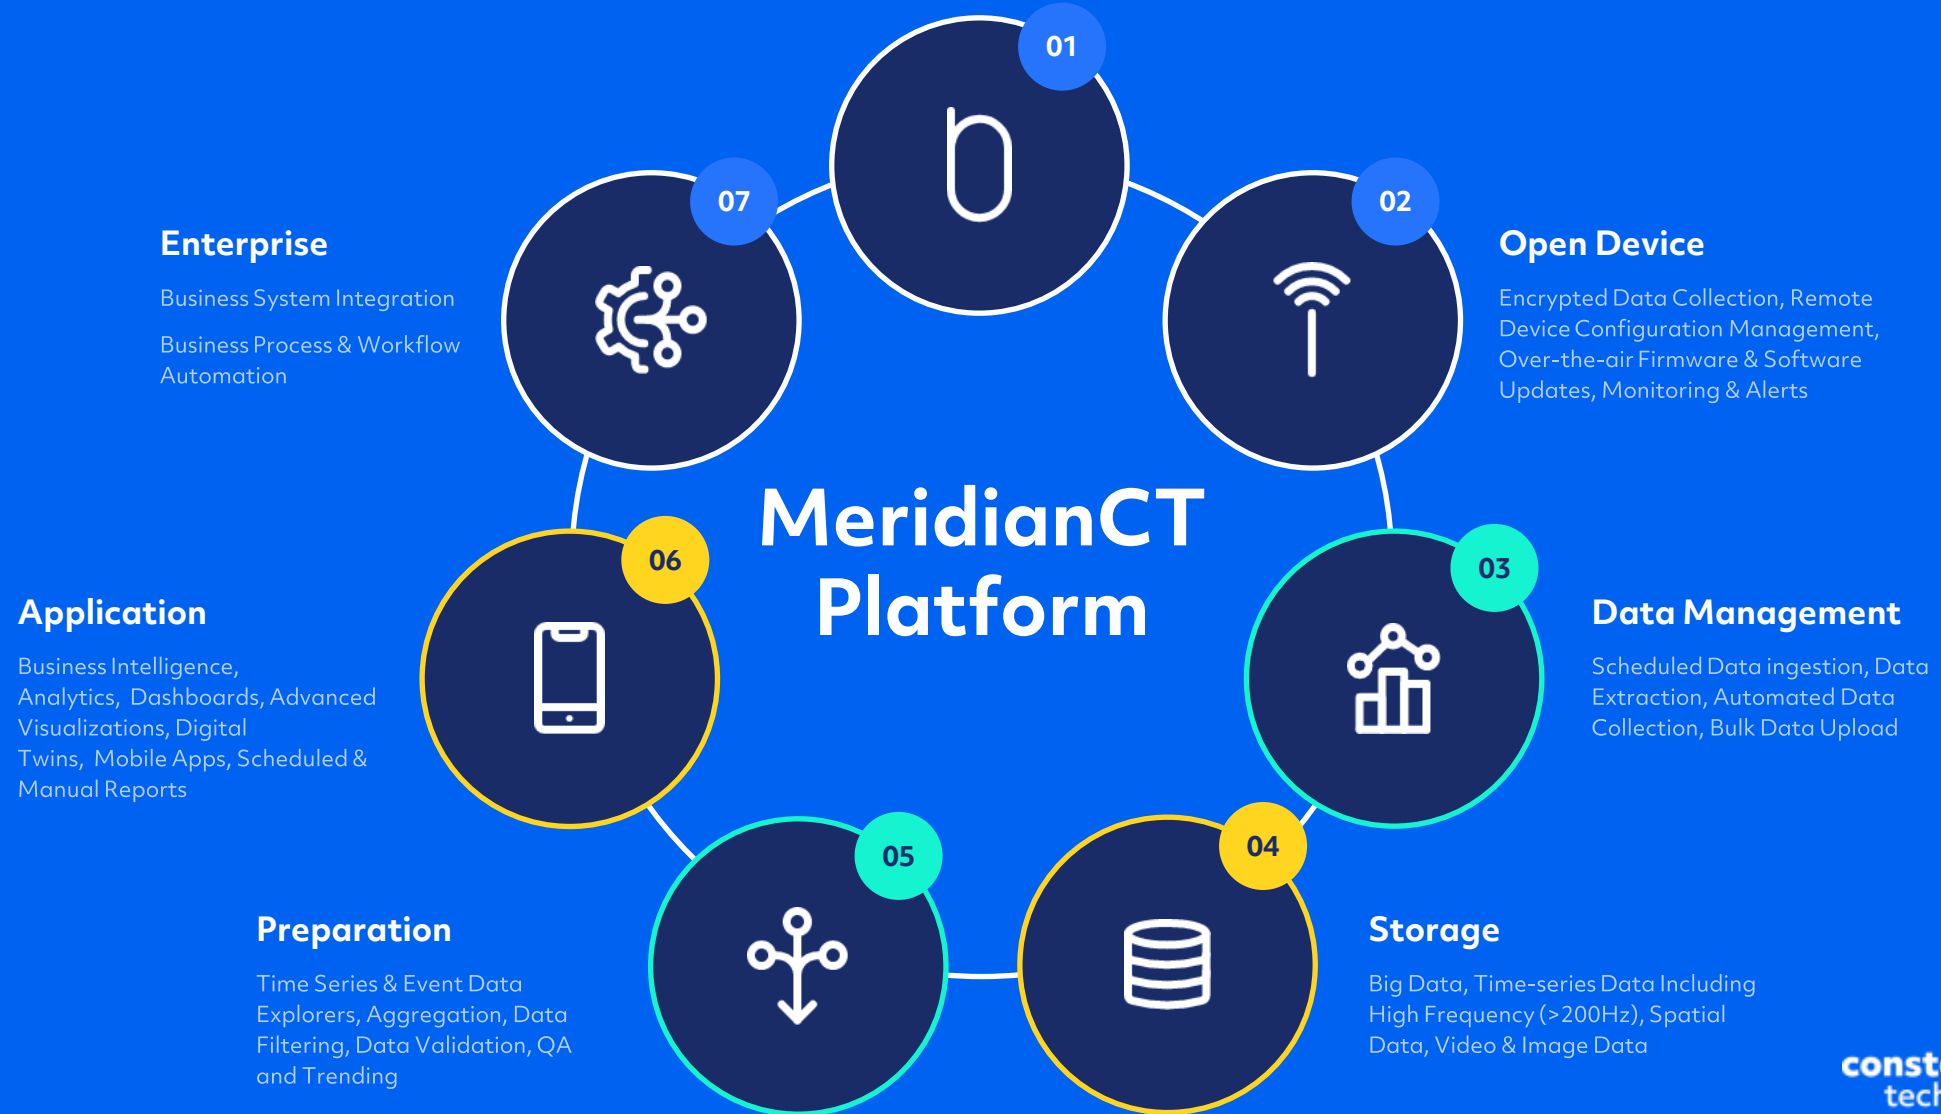 01
07
02
Enterprise
Business System Integration
Business Process & Workflow
Automation
Open Device
Encrypted Data Collection, Remote
Device Configuration Management,
Over-the-air Firmware & Software
Updates, Monitoring & Alerts
MeridianCT
Platform
06
03
Application
Business Intelligence,
Analytics, Dashboards, Advanced
Visualizations, Digital
Twins, Mobile Apps, Scheduled &
Manual Reports
Data Management
Scheduled Data ingestion, Data
Extraction, Automated Data
Collection, Bulk Data Upload
05
04
Preparation
Time Series & Event Data
Explorers, Aggregation, Data
Filtering, Data Validation, QA
and Trending
Storage
Big Data, Time-series Data Including
High Frequency (>200Hz), Spatial
Data, Video & Image Data